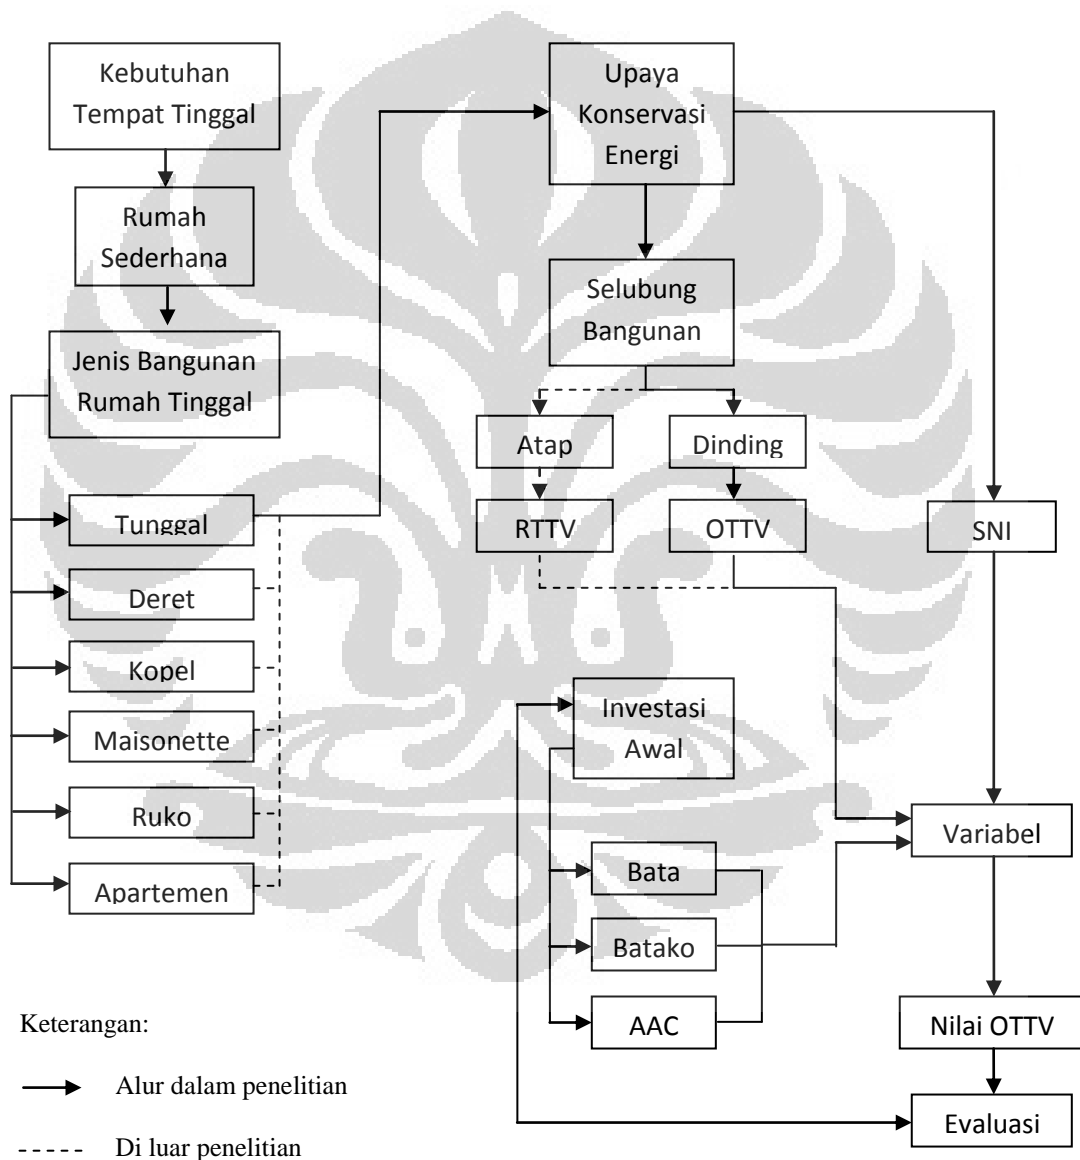 Kebutuhan
Tempat Tinggal
Rumah
Sederhana
Jenis Bangunan
Rumah Tinggal
Tunggal
Deret
Kopel
Maisonette
Ruko
Apartemen
Upaya
Konservasi
Energi
Selubung
Bangunan
Atap
Dinding
RTTV
OTTV
SNI
Investasi
Awal
Bata
Batako
AAC
Variabel
Nilai OTTV
Evaluasi
Keterangan:
Alur dalam penelitian
Di luar penelitian